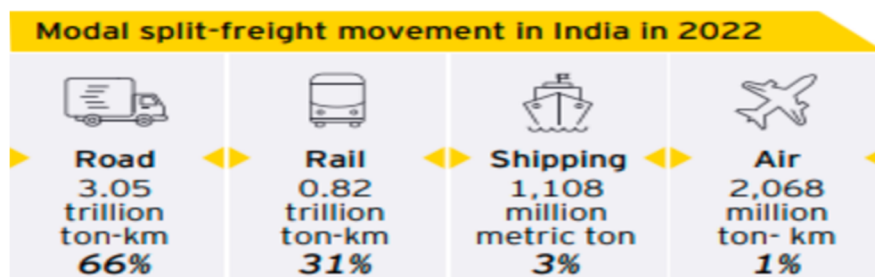 Modal split-freight movement in India in 2022
Road
3.05
trillion
ton-km
66%
Rail
0.82
trillion
ton-km
31%
Shipping
1,108
million
metric ton
3%
Air
2,068
million
ton- km
1%